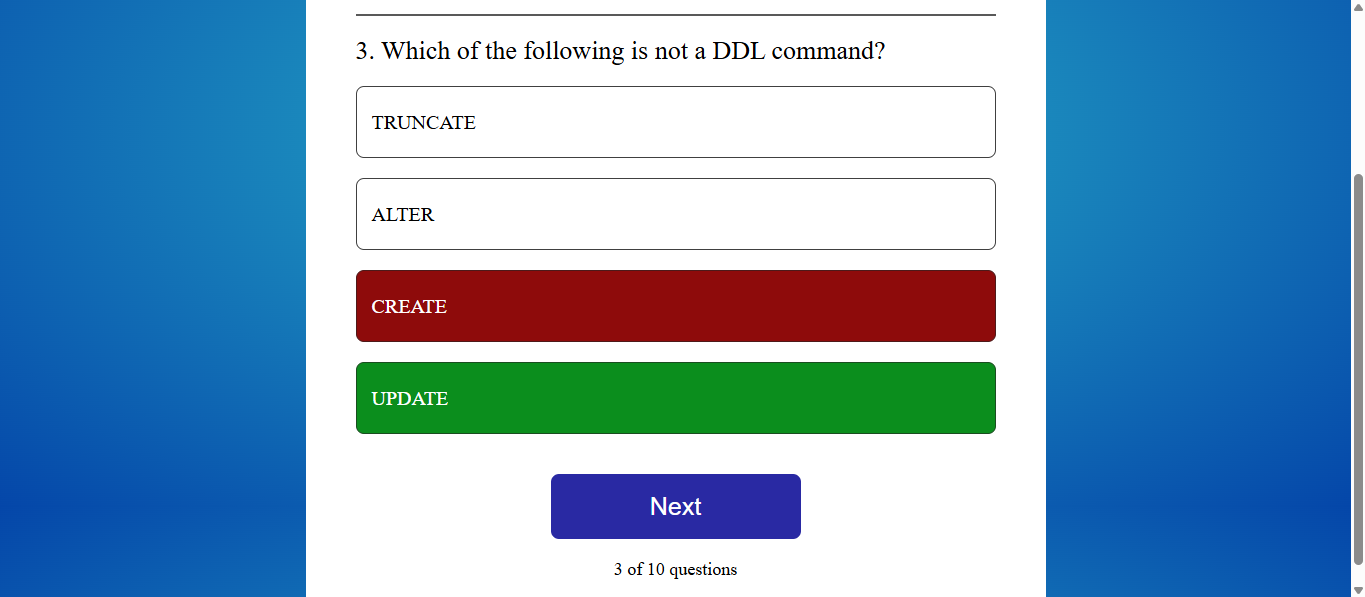 3. Which of the following is not a DDL command?
TRUNCATE
ALTER
CREATE
UPDATE
Next
3 of 10 questions